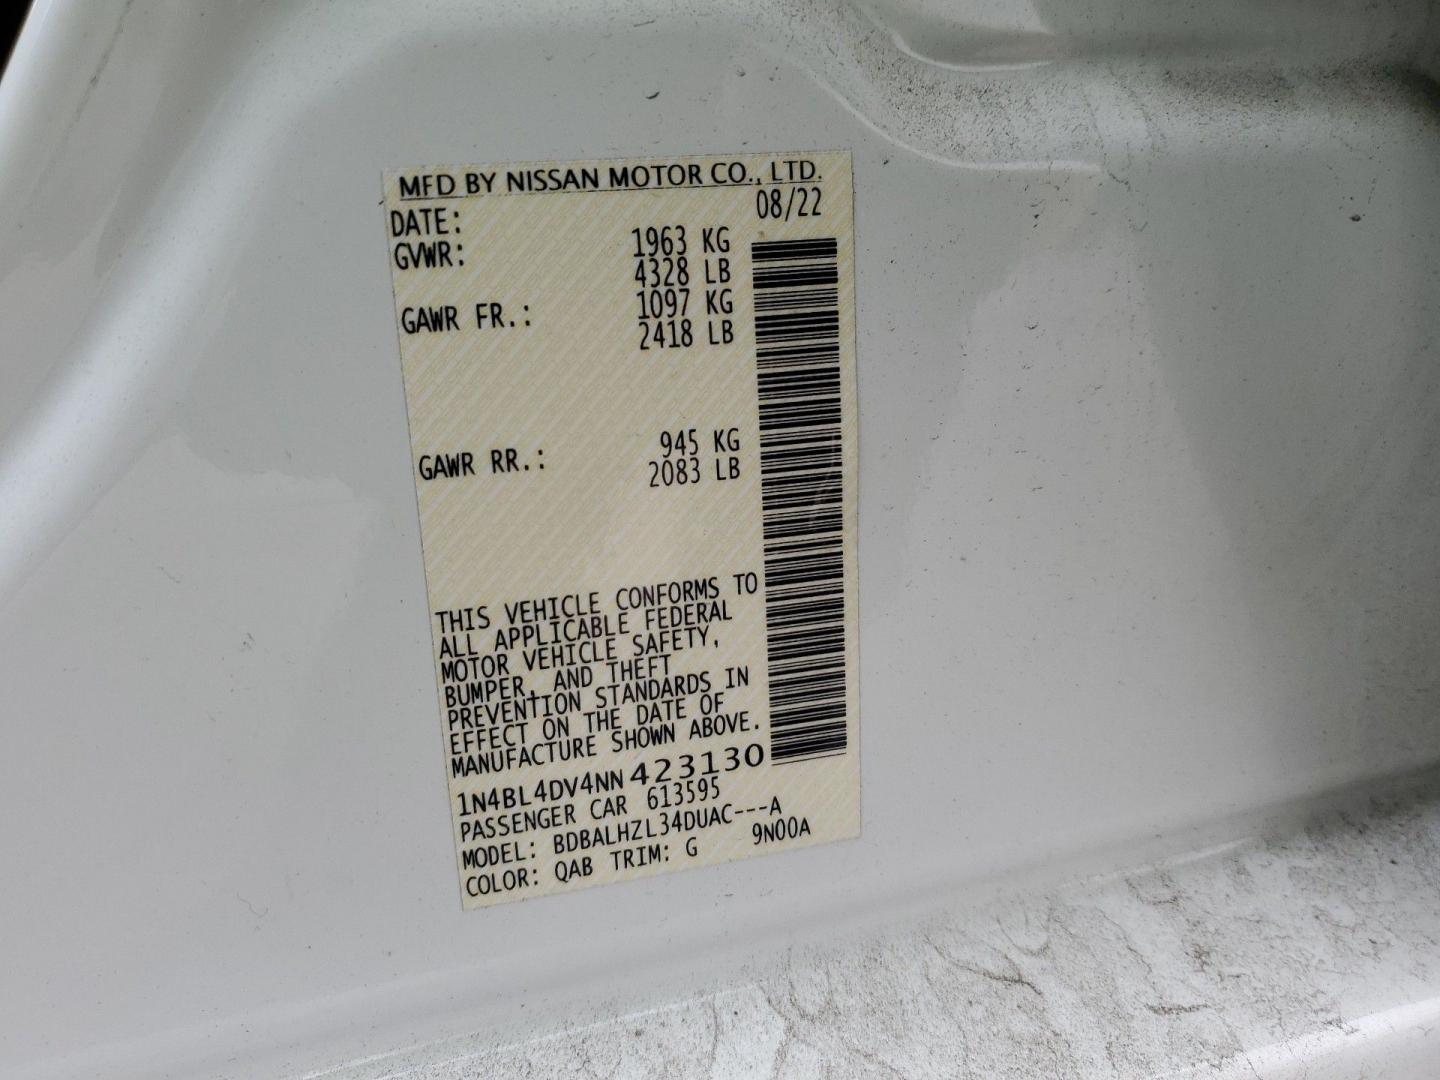 MFD BY NISSAN MOTOR CO., LTD.
DATE: 08/22
GVWR: 1963 KG
4328 LB
GAWR FR.: 1097 KG
2418 LB
GAWR RR.: 945 KG
2083 LB
THIS VEHICLE CONFORMS TO
ALL APPLICABLE FEDERAL
MOTOR VEHICLE SAFETY,
BUMPER, AND THEFT
PREVENTION STANDARDS IN
EFFECT ON THE DATE OF
MANUFACTURE SHOWN ABOVE.
1N4BL4DV4NN423130
PASSENGER CAR 613595
MODEL: BDBALHZL34DUAC---A
COLOR: QAB TRIM: G 9N00A